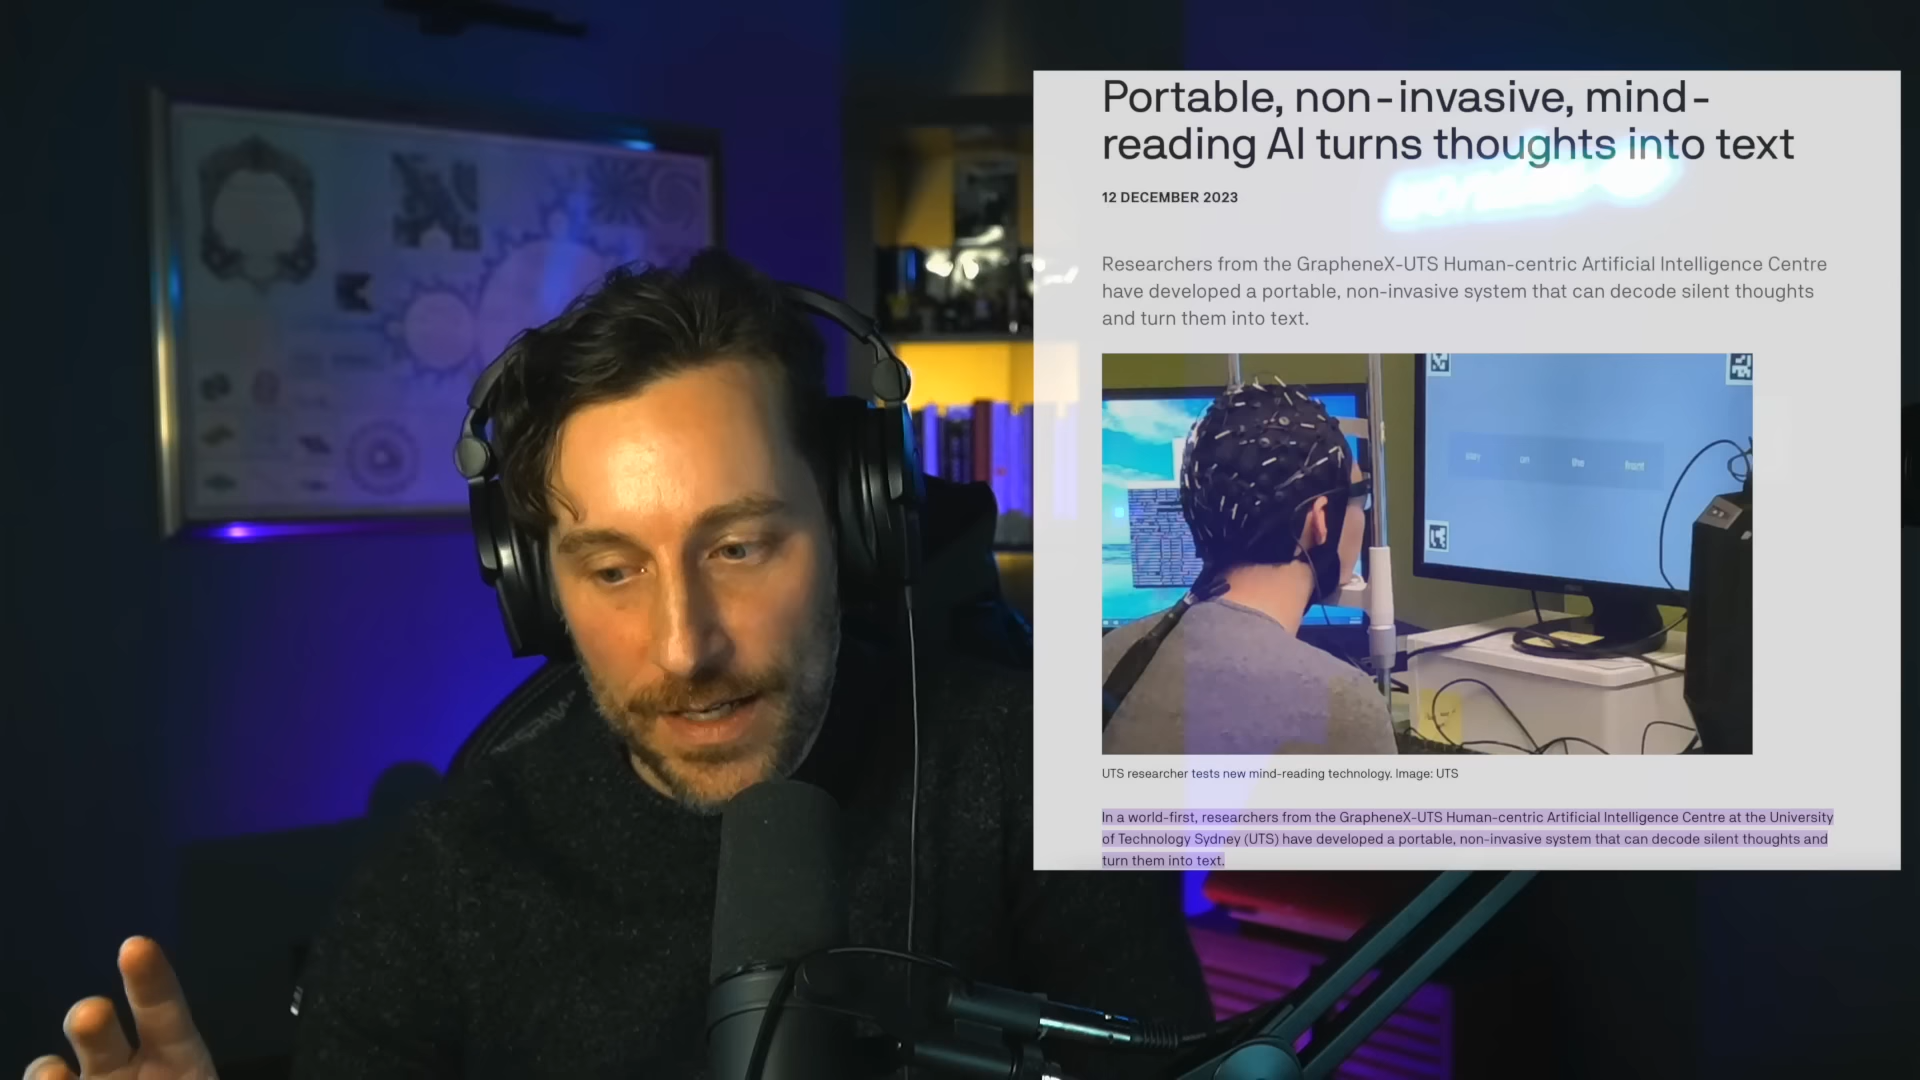 Portable, non-invasive, mind-
reading AI turns thoughts into text
12 DECEMBER 2023
Researchers from the GrapheneX-UTS Human-centric Artificial Intelligence Centre
have developed a portable, non-invasive system that can decode silent thoughts
and turn them into text.
stay on the front
UTS researcher tests new mind-reading technology. Image: UTS
In a world-first, researchers from the GrapheneX-UTS Human-centric Artificial Intelligence Centre at the University
of Technology Sydney (UTS) have developed a portable, non-invasive system that can decode silent thoughts and
turn them into text.